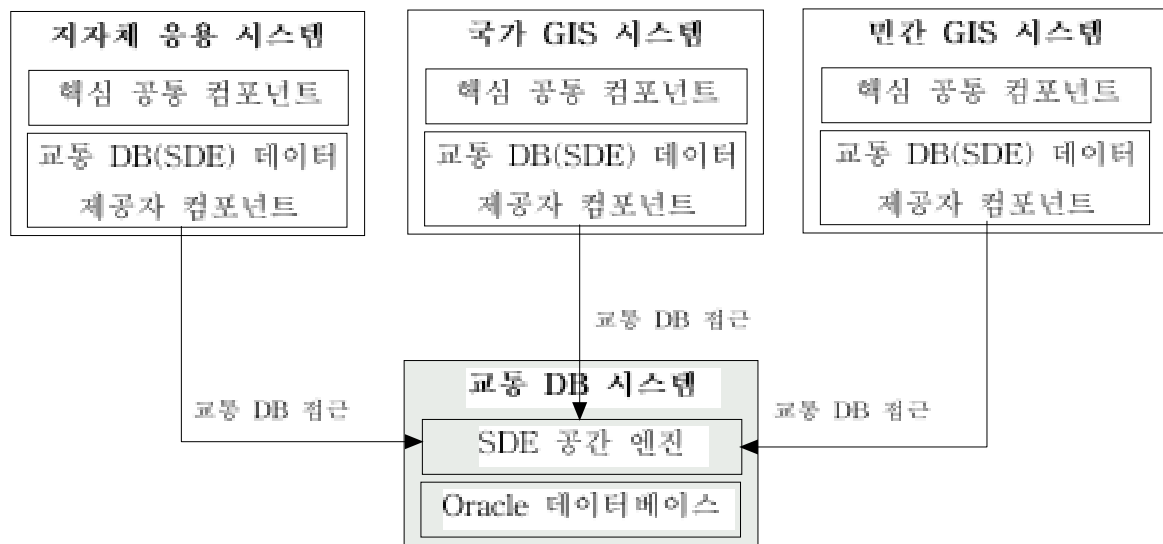 지자체 응용 시스템
핵심 공통 컴포넌트
교통 DB(SDE) 데이터
제공자 컴포넌트
국가 GIS 시스템
핵심 공통 컴포넌트
교통 DB(SDE) 데이터
제공자 컴포넌트
민간 GIS 시스템
핵심 공통 컴포넌트
교통 DB(SDE) 데이터
제공자 컴포넌트
교통 DB 접근
교통 DB 접근
교통 DB 접근
교통 DB 시스템
SDE 공간 엔진
Oracle 데이터베이스